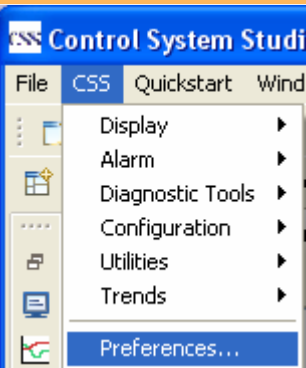 CSS Control System Studi
File CSS Quickstart Wind
Display
Alarm
Diagnostic Tools
Configuration
Utilities
Trends
Preferences...